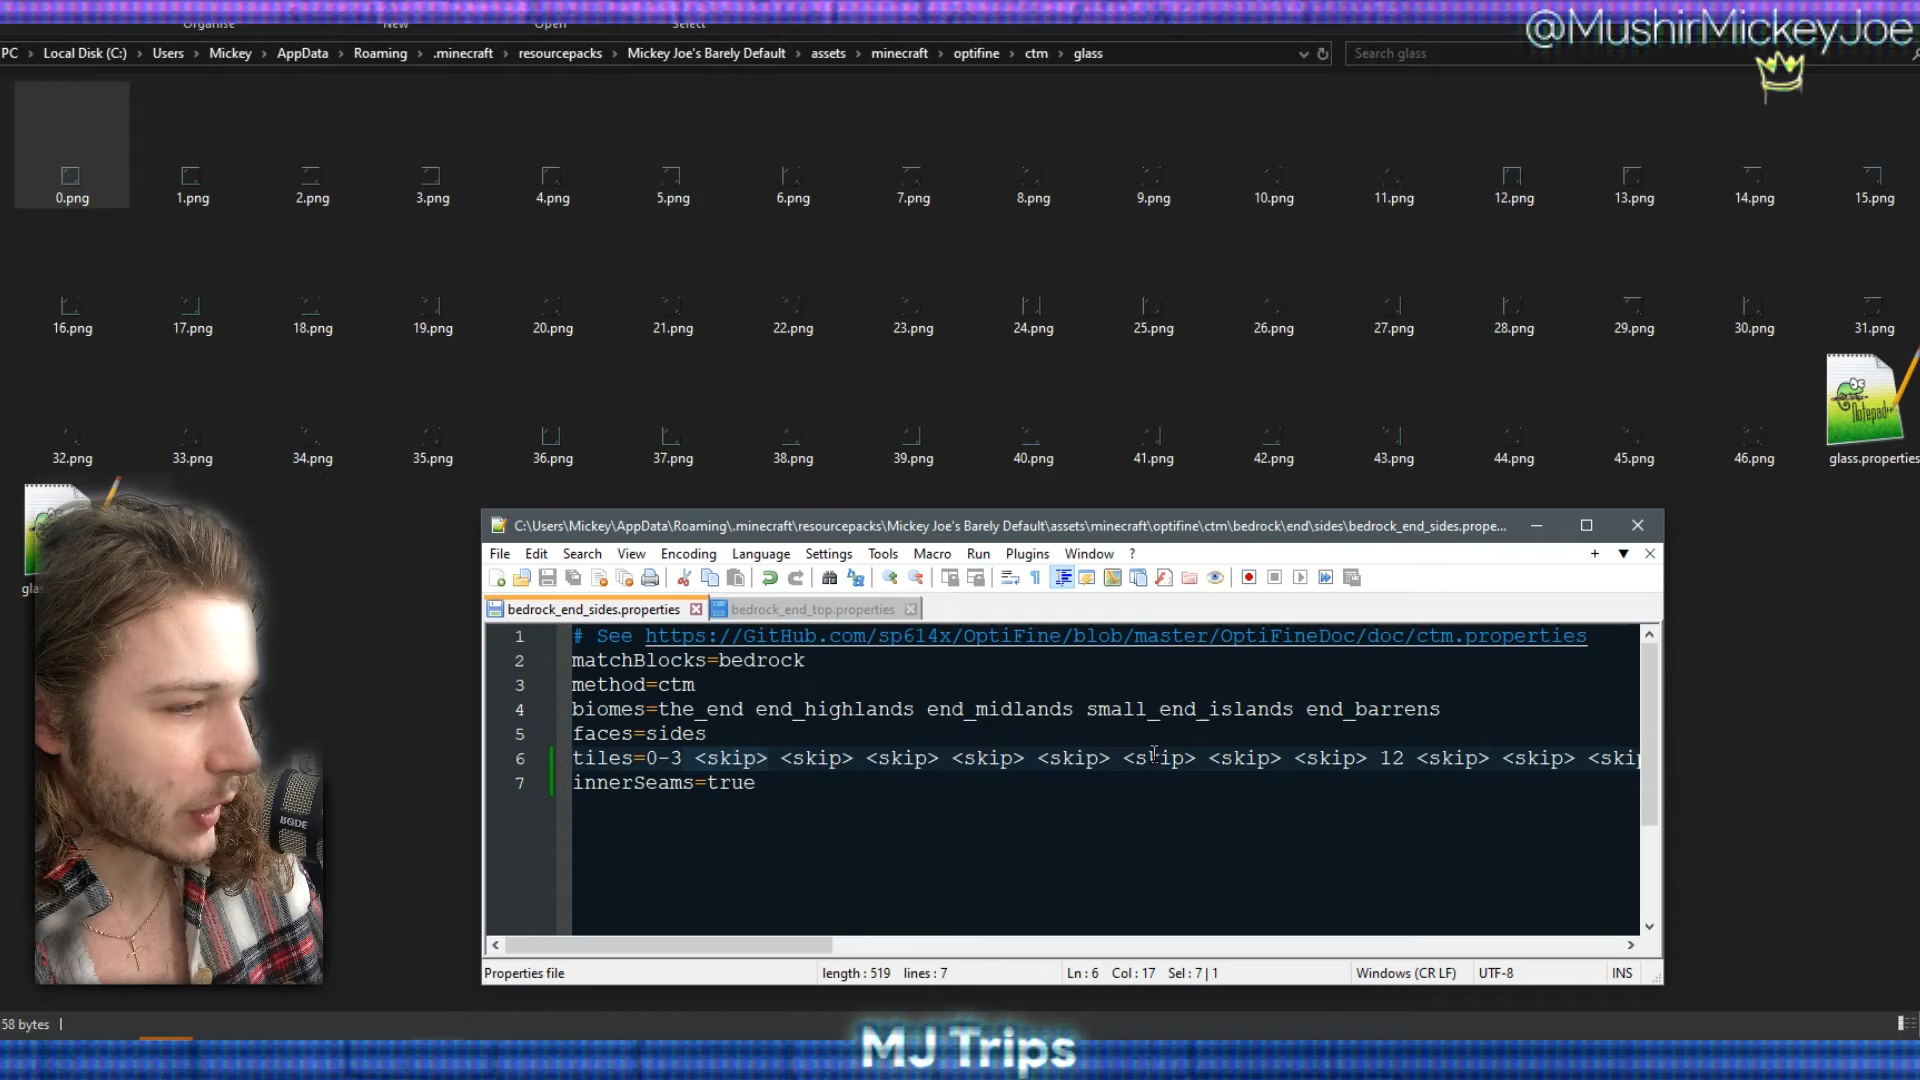 Organise New Open Select
@MushirMickeyJoe
PC > Local Disk (C:) > Users > Mickey > AppData > Roaming > .minecraft > resourcepacks > Mickey Joe's Barely Default > assets > minecraft > optifine > ctm > glass
Search glass
0.png 1.png 2.png 3.png 4.png 5.png 6.png 7.png 8.png 9.png 10.png 11.png 12.png 13.png 14.png 15.png
16.png 17.png 18.png 19.png 20.png 21.png 22.png 23.png 24.png 25.png 26.png 27.png 28.png 29.png 30.png 31.png
Notepad++
32.png 33.png 34.png 35.png 36.png 37.png 38.png 39.png 40.png 41.png 42.png 43.png 44.png 45.png 46.png glass.properties
C:\Users\Mickey\AppData\Roaming\.minecraft\resourcepacks\Mickey Joe's Barely Default\assets\minecraft\optifine\ctm\bedrock\end\sides\bedrock_end_sides.prope...
File Edit Search View Encoding Language Settings Tools Macro Run Plugins Window ?
bedrock_end_sides.properties bedrock_end_top.properties
1 # See https://GitHub.com/sp614x/OptiFine/blob/master/OptiFineDoc/doc/ctm.properties
2 matchBlocks=bedrock
3 method=ctm
4 biomes=the_end end_highlands end_midlands small_end_islands end_barrens
5 faces=sides
6 tiles=0-3 <skip> <skip> <skip> <skip> <skip> <skip> <skip> <skip> 12 <skip> <skip> <skip
7 innerSeams=true
RØDE
Properties file length : 519 lines : 7 Ln : 6 Col : 17 Sel : 7 | 1 Windows (CR LF) UTF-8 INS
58 bytes
MJ Trips